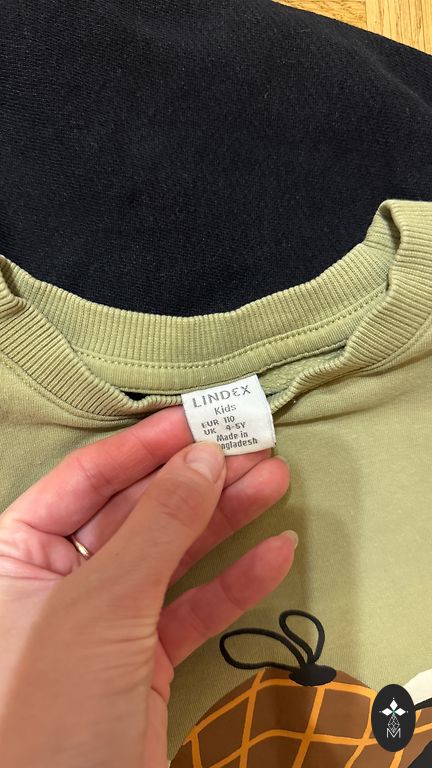 LINDEX
Kids
EUR 110
UK 4-5Y
Made in
ngladesh